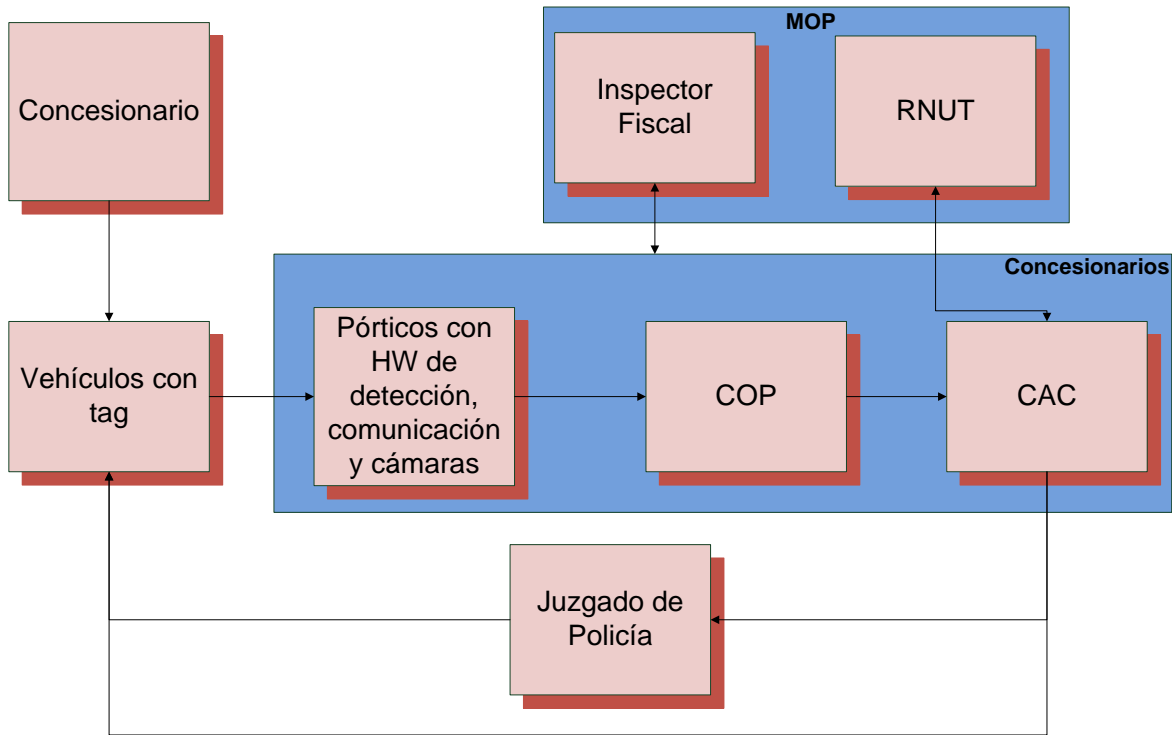 MOP
Concesionario
Inspector
Fiscal
RNUT
Concesionarios
Vehículos con
tag
Pórticos con
HW de
detección,
comunicación
y cámaras
COP
CAC
Juzgado de
Policía